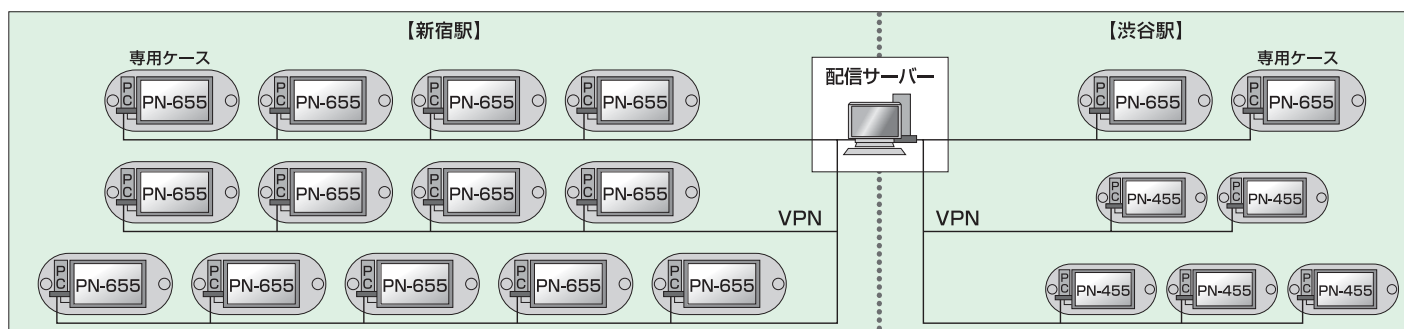 【新宿駅】
【渋谷駅】
専用ケース
専用ケース
配信サーバー
PC PN-655 PC PN-655 PC PN-655 PC PN-655
PC PN-655 PC PN-655
PC PN-655 PC PN-655 PC PN-655 PC PN-655
PC PN-455 PC PN-455
VPN
VPN
PC PN-655 PC PN-655 PC PN-655 PC PN-655 PC PN-655
PC PN-455 PC PN-455 PC PN-455